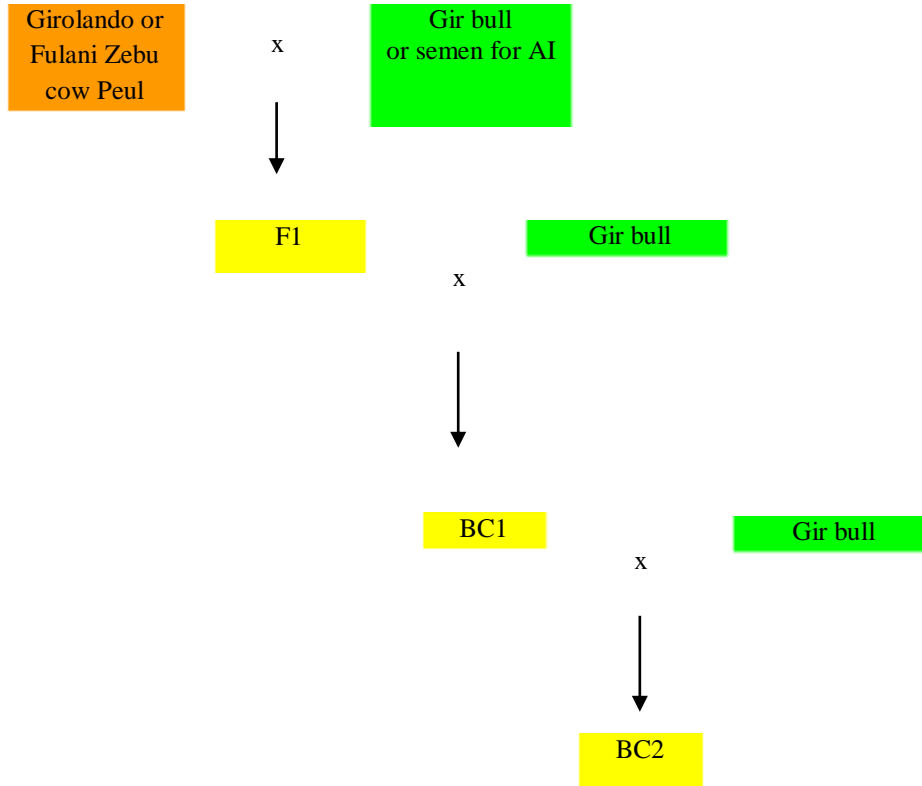 Girolando or
Fulani Zebu
cow Peul
x
Gir bull
or semen for AI
F1
Gir bull
x
BC1
Gir bull
x
BC2